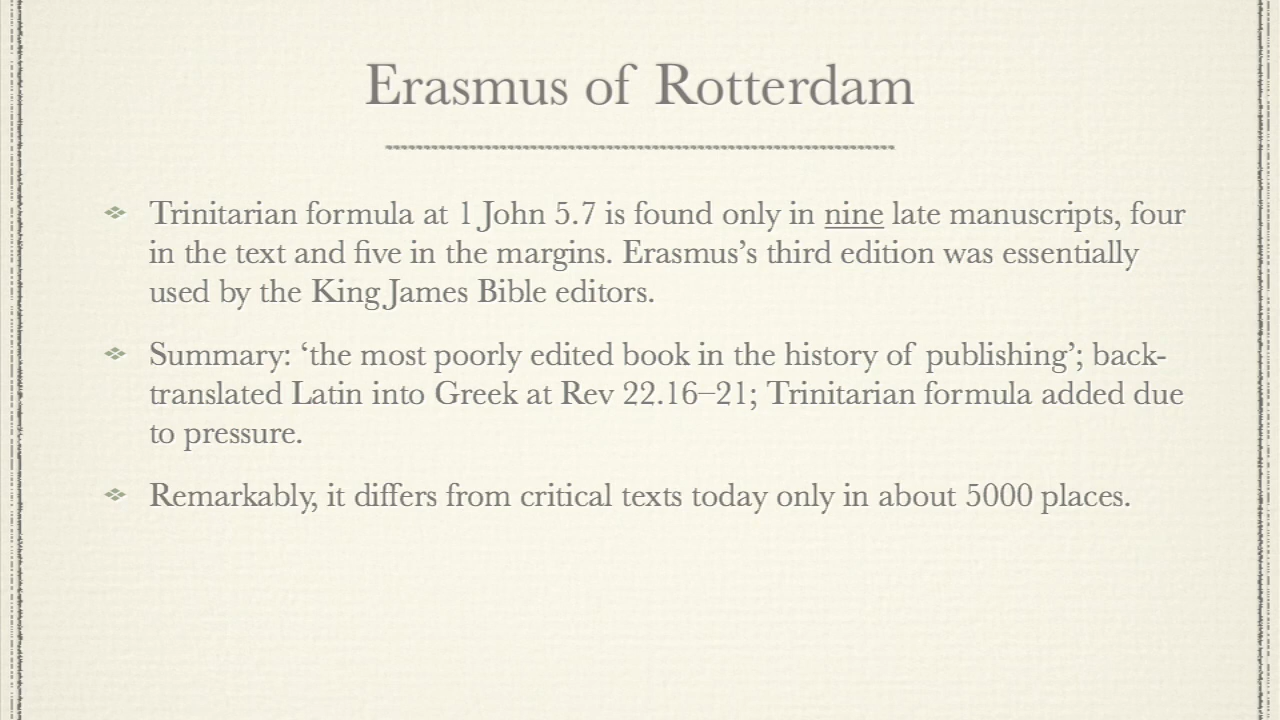 Erasmus of Rotterdam
Trinitarian formula at 1 John 5.7 is found only in nine late manuscripts, four
in the text and five in the margins. Erasmus’s third edition was essentially
used by the King James Bible editors.
Summary: ‘the most poorly edited book in the history of publishing’; back-
translated Latin into Greek at Rev 22.16–21; Trinitarian formula added due
to pressure.
Remarkably, it differs from critical texts today only in about 5000 places.